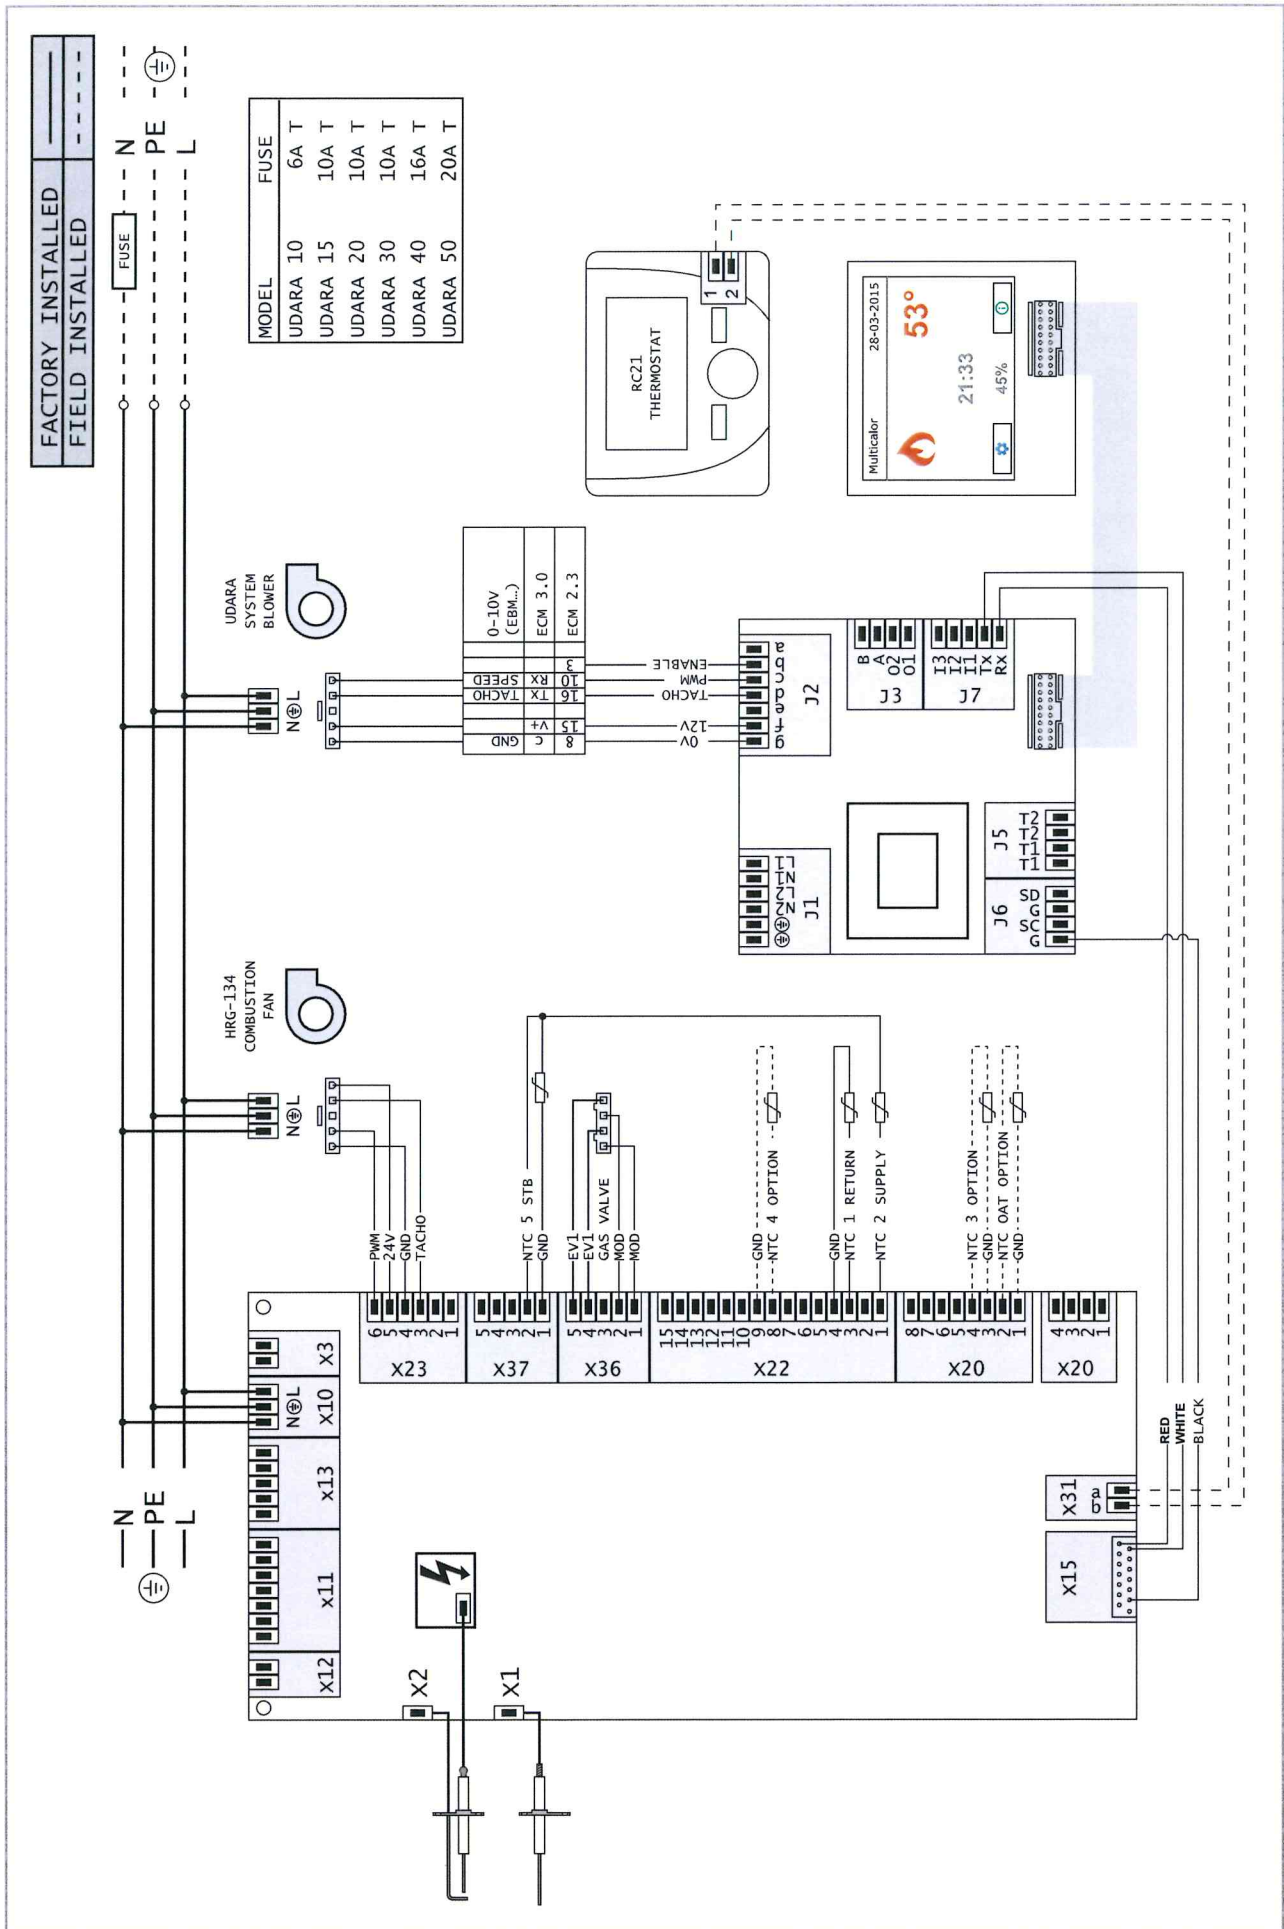 FACTORY INSTALLED
FIELD INSTALLED
N
PE
L
FUSE
N
PE
L
MODEL FUSE
UDARA 10 6A T
UDARA 15 10A T
UDARA 20 10A T
UDARA 30 10A T
UDARA 40 16A T
UDARA 50 20A T
X12
X11
X13
X10
N L
X3
HRG-134
COMBUSTION
FAN
N L
UDARA
SYSTEM
BLOWER
N L
0-10V
(EBM…)
GND
TACHO
SPEED
ECM 3.0
C
V+
TX
RX
ECM 2.3
8
15
16
10
3
0V
12V
TACHO
PWM
ENABLE
RC21
THERMOSTAT
1
2
Multicalor 28-03-2015
53°
21:33
45%
X2
X1
X23
6 PWM
5 24V
4 GND
3 TACHO
2
1
X37
5
4
3
2 NTC 5 STB
1 GND
X36
5 EV1
4 EV1
3 GAS VALVE
2 MOD
1 MOD
X22
15
14
13
12
11
10
9 GND
8 NTC 4 OPTION
7
6
5
4 GND
3 NTC 1 RETURN
2
1 NTC 2 SUPPLY
X20
8
7
6
5
4 NTC 3 OPTION
3 GND
2 NTC OAT OPTION
1 GND
X20
4
3
2
1
J1
N2
L2
N1
L1
J2
g
f
e
d
c
b
a
J3
B
A
O2
O1
J7
I3
I2
I1
TX
RX
J6
G
SC
G
SD
J5
T1
T1
T2
T2
X15
X31
b
a
RED
WHITE
BLACK